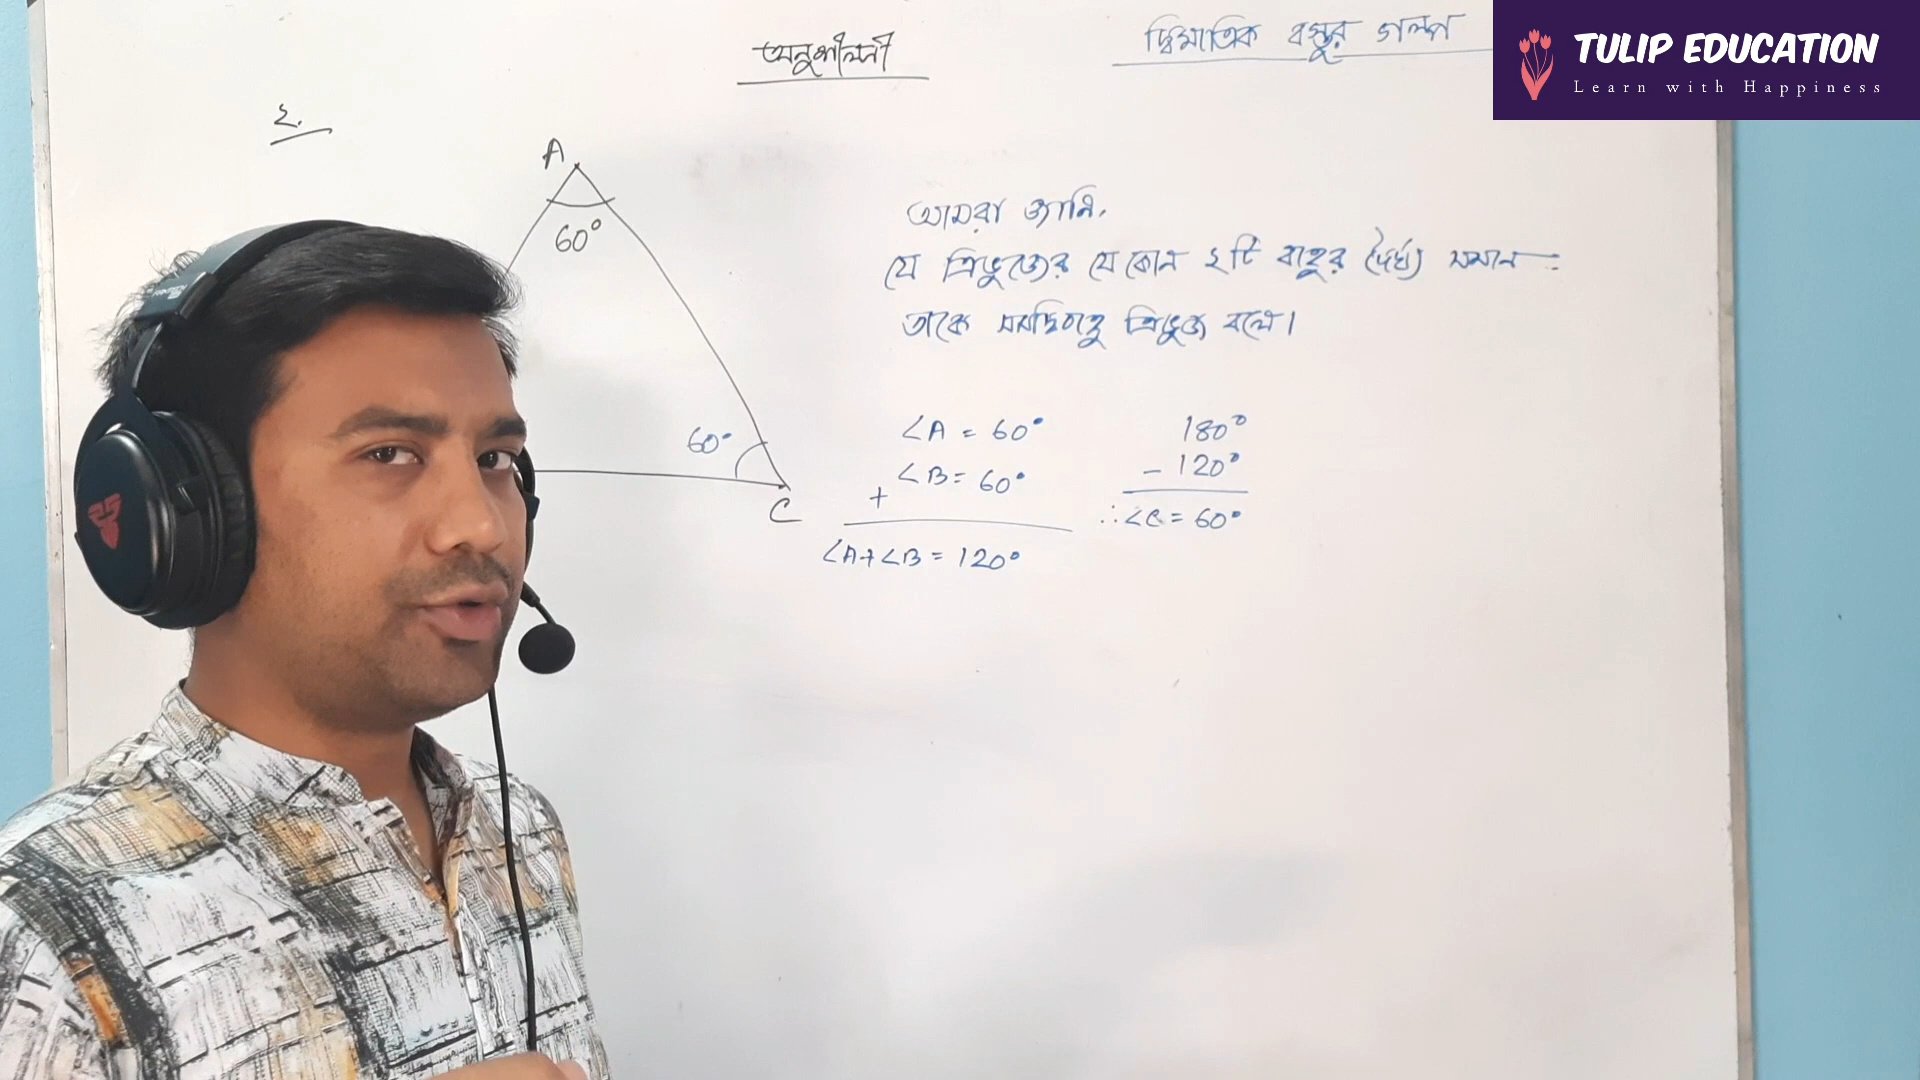 অনুশীলনী
দ্বিমাত্রিক বস্তুর গল্প
TULIP EDUCATION
Learn with Happiness
২.
A
60°
60°
C
আমরা জানি,
যে ত্রিভুজের যে কোন ২টি বাহুর দৈর্ঘ্য সমান
তাকে সমদ্বিবাহু ত্রিভুজ বলে।
∠A = 60°
+ ∠B = 60°
∠A+∠B = 120°
180°
- 120°
∴ ∠C = 60°